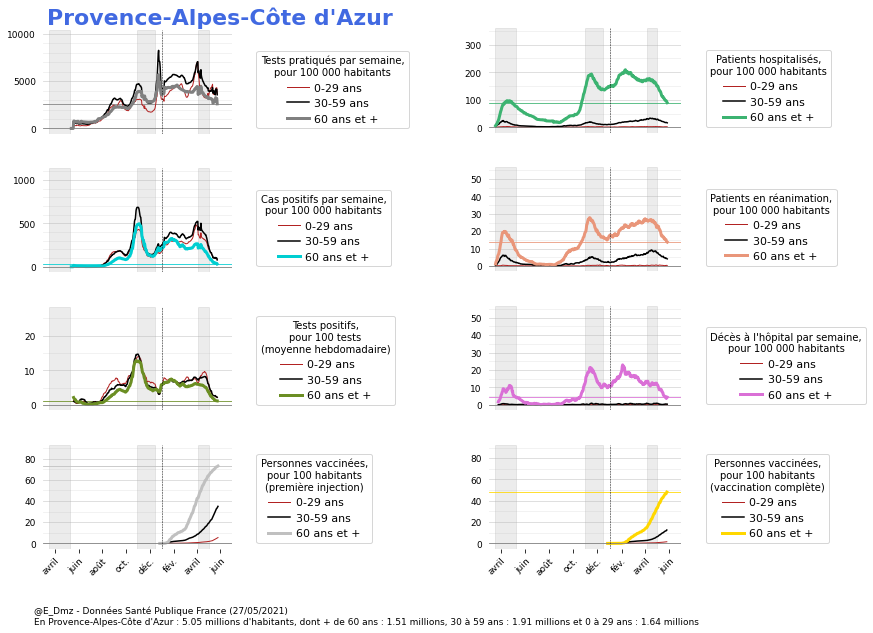 Provence-Alpes-Côte d'Azur
10000
5000
0
Tests pratiqués par semaine,
pour 100 000 habitants
0-29 ans
30-59 ans
60 ans et +
300
200
100
0
Patients hospitalisés,
pour 100 000 habitants
0-29 ans
30-59 ans
60 ans et +
1000
500
0
Cas positifs par semaine,
pour 100 000 habitants
0-29 ans
30-59 ans
60 ans et +
50
40
30
20
10
0
Patients en réanimation,
pour 100 000 habitants
0-29 ans
30-59 ans
60 ans et +
20
10
0
Tests positifs,
pour 100 tests
(moyenne hebdomadaire)
0-29 ans
30-59 ans
60 ans et +
50
40
30
20
10
0
Décès à l'hôpital par semaine,
pour 100 000 habitants
0-29 ans
30-59 ans
60 ans et +
80
60
40
20
0
avril
juin
août
oct.
déc.
fév.
avril
juin
Personnes vaccinées,
pour 100 habitants
(première injection)
0-29 ans
30-59 ans
60 ans et +
80
60
40
20
0
avril
juin
août
oct.
déc.
fév.
avril
juin
Personnes vaccinées,
pour 100 habitants
(vaccination complète)
0-29 ans
30-59 ans
60 ans et +
@E_Dmz - Données Santé Publique France (27/05/2021)
En Provence-Alpes-Côte d'Azur : 5.05 millions d'habitants, dont + de 60 ans : 1.51 millions, 30 à 59 ans : 1.91 millions et 0 à 29 ans : 1.64 millions